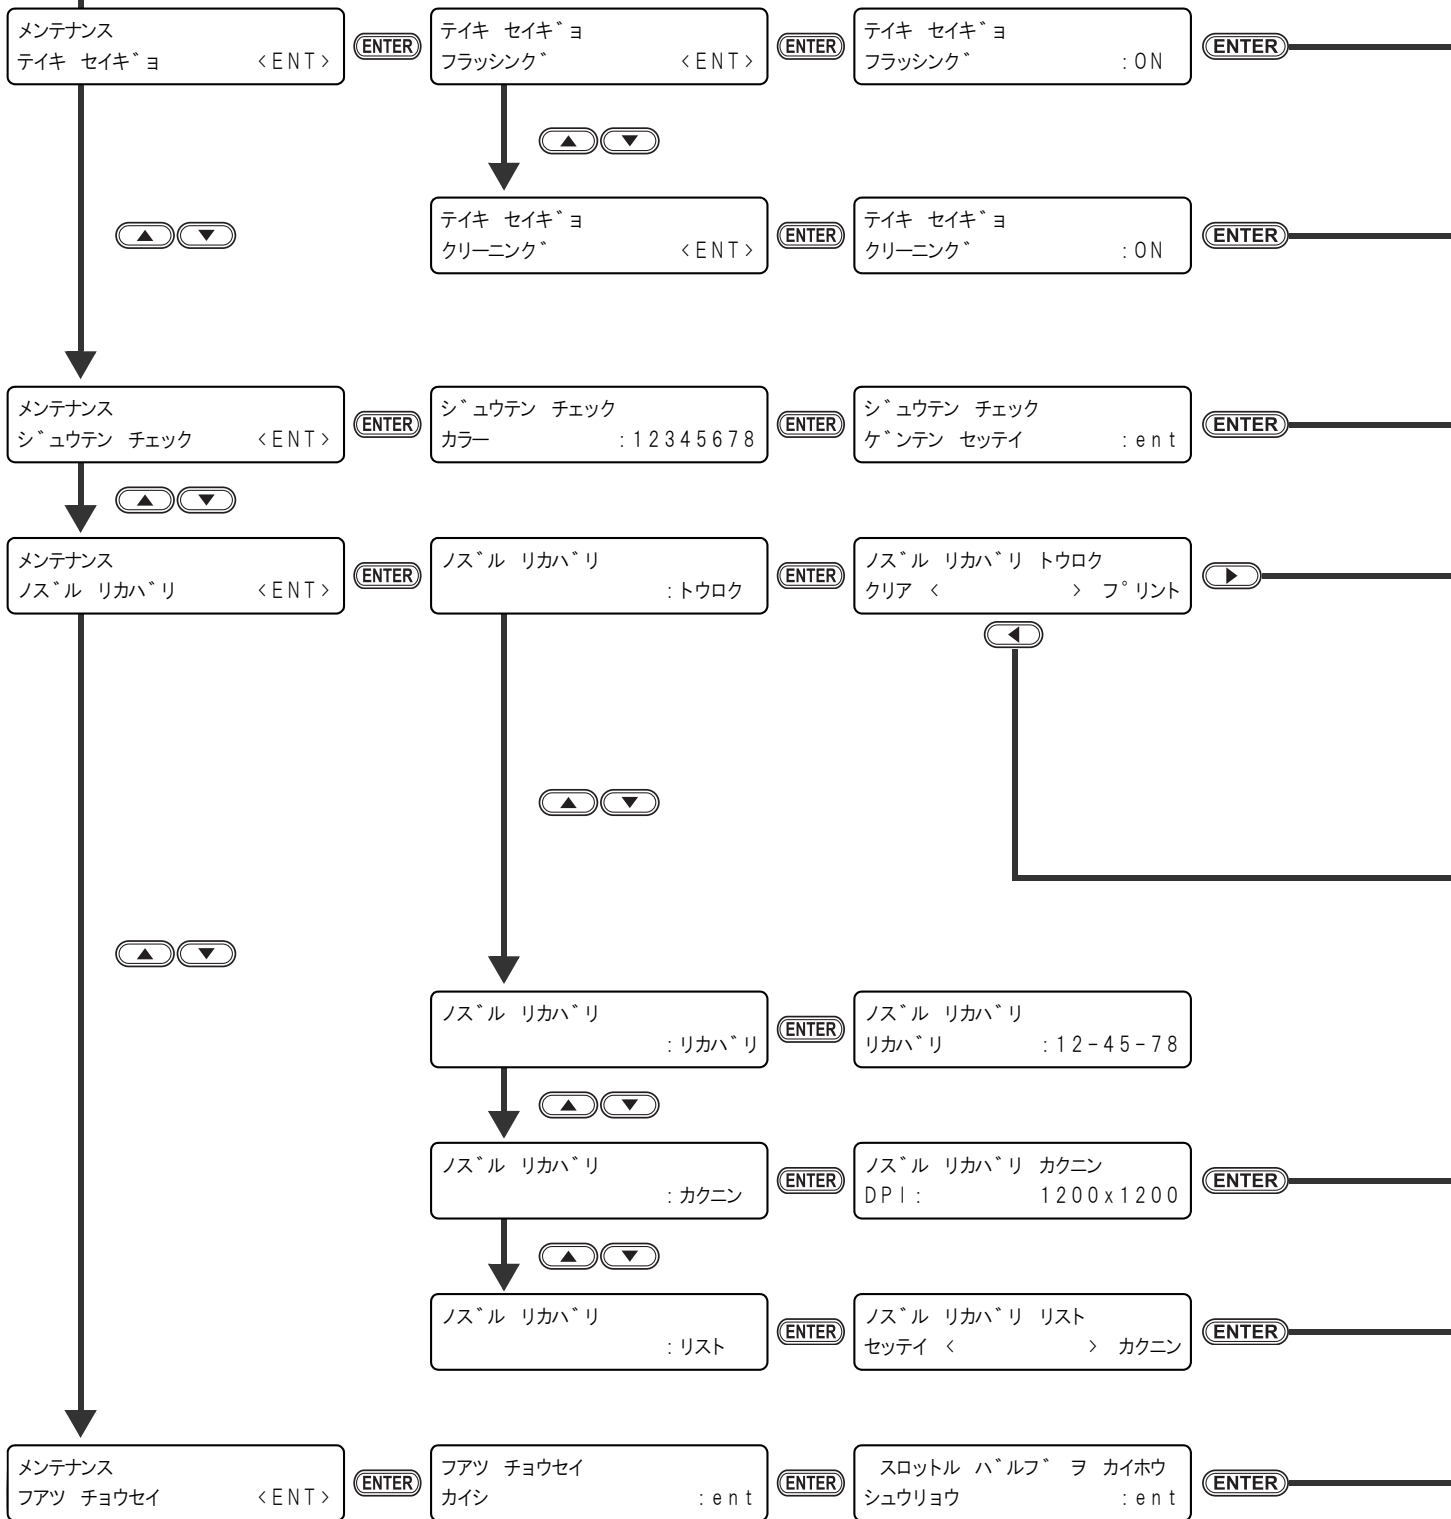 メンテナンス
テイキ セイキ゛ョ <ENT>
ENTER
テイキ セイキ゛ョ
フラッシンク゛ <ENT>
ENTER
テイキ セイキ゛ョ
フラッシンク゛ :ON
ENTER
テイキ セイキ゛ョ
クリーニンク゛ <ENT>
ENTER
テイキ セイキ゛ョ
クリーニンク゛ :ON
ENTER
メンテナンス
シ゛ュウテン チェック <ENT>
ENTER
シ゛ュウテン チェック
カラー :12345678
ENTER
シ゛ュウテン チェック
ケ゛ンテン セッテイ :ent
ENTER
メンテナンス
ノス゛ル リカハ゛リ <ENT>
ENTER
ノス゛ル リカハ゛リ
:トウロク
ENTER
ノス゛ル リカハ゛リ トウロク
クリア < > フ゜リント
ノス゛ル リカハ゛リ
:リカハ゛リ
ENTER
ノス゛ル リカハ゛リ
リカハ゛リ :12-45-78
ノス゛ル リカハ゛リ
:カクニン
ENTER
ノス゛ル リカハ゛リ カクニン
DPI: 1200x1200
ENTER
ノス゛ル リカハ゛リ
:リスト
ENTER
ノス゛ル リカハ゛リ リスト
セッテイ < > カクニン
ENTER
メンテナンス
フアツ チョウセイ <ENT>
ENTER
フアツ チョウセイ
カイシ :ent
ENTER
スロットル ハ゛ルフ゛ ヲ カイホウ
シュウリョウ :ent
ENTER